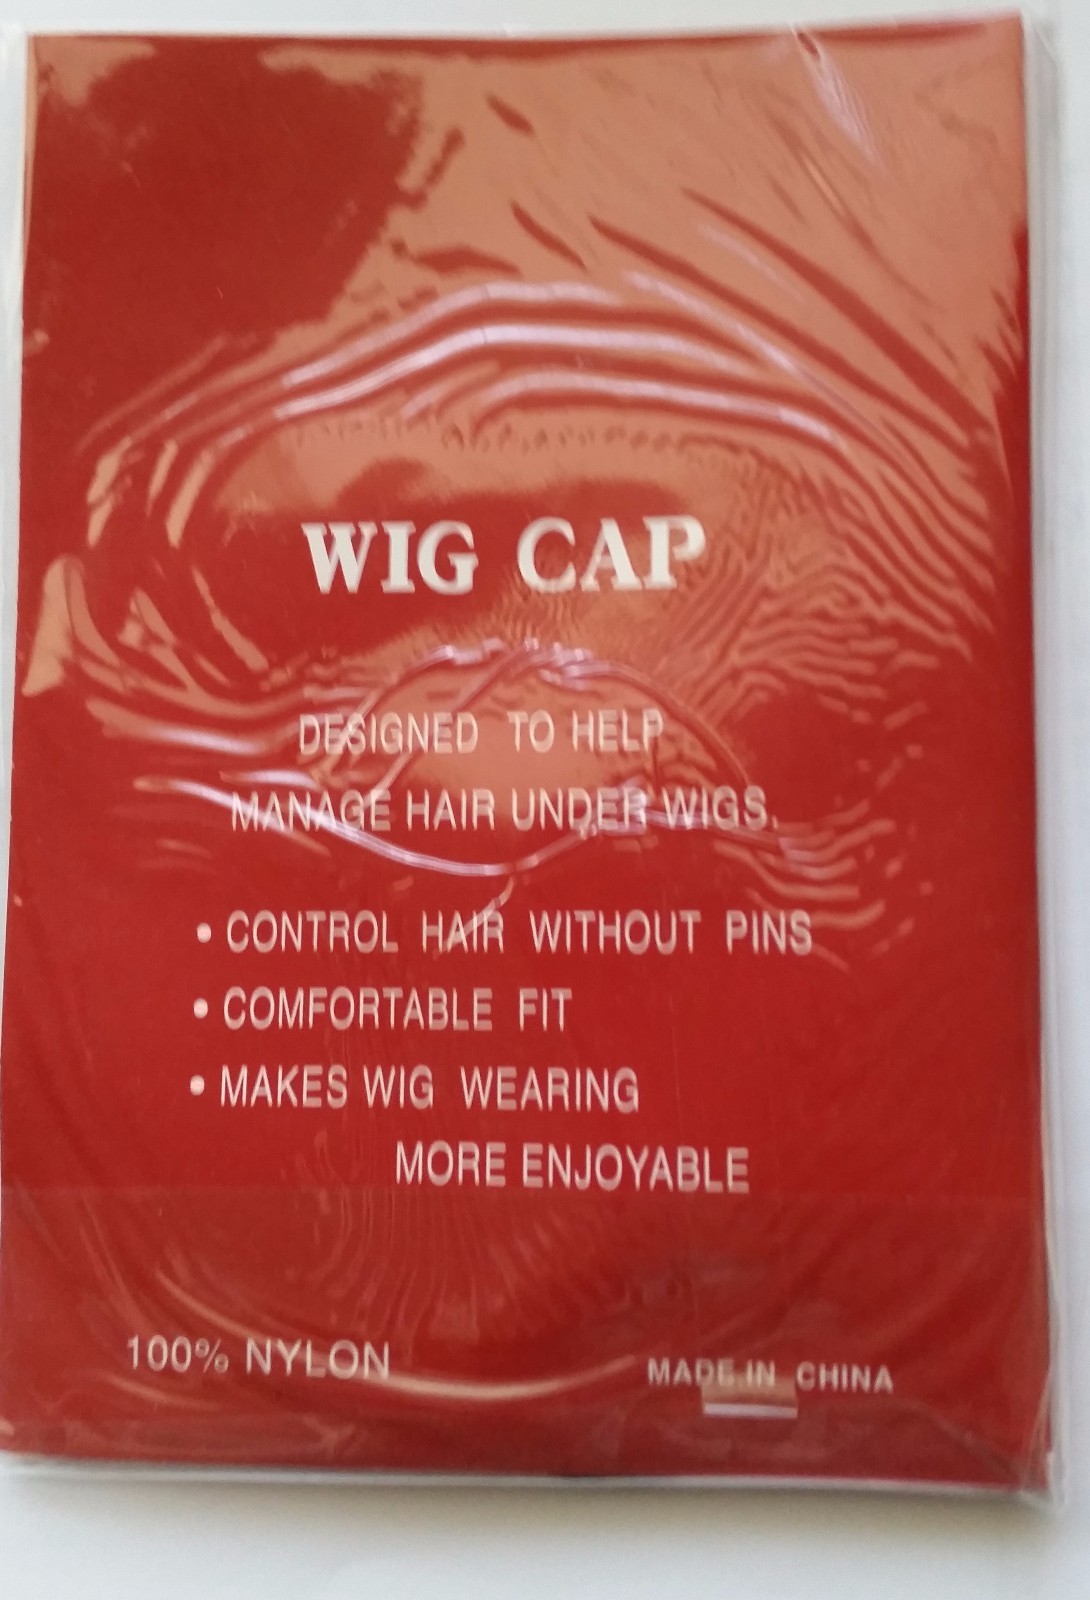 WIG CAP
DESIGNED TO HELP
MANAGE HAIR UNDER WIGS.
• CONTROL HAIR WITHOUT PINS
• COMFORTABLE FIT
• MAKES WIG WEARING
MORE ENJOYABLE
100% NYLON
MADE IN CHINA